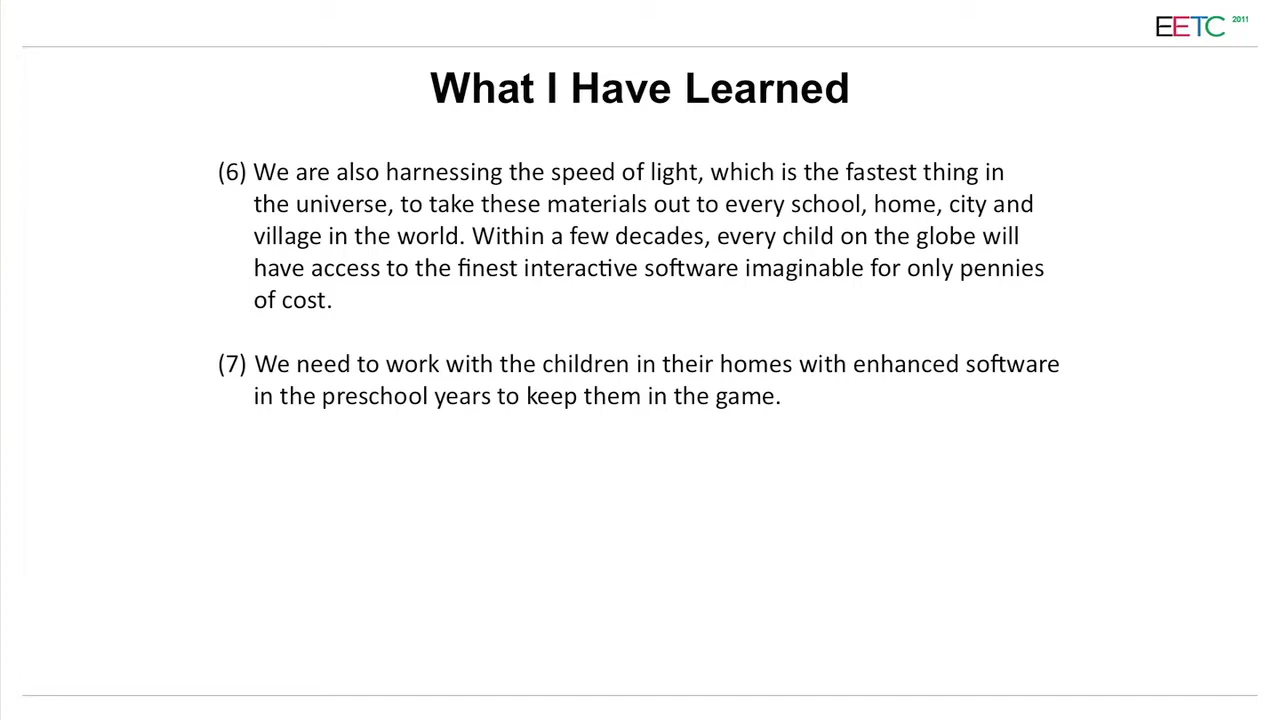 EETC 2011
What I Have Learned
(6) We are also harnessing the speed of light, which is the fastest thing in
the universe, to take these materials out to every school, home, city and
village in the world. Within a few decades, every child on the globe will
have access to the finest interactive software imaginable for only pennies
of cost.
(7) We need to work with the children in their homes with enhanced software
in the preschool years to keep them in the game.